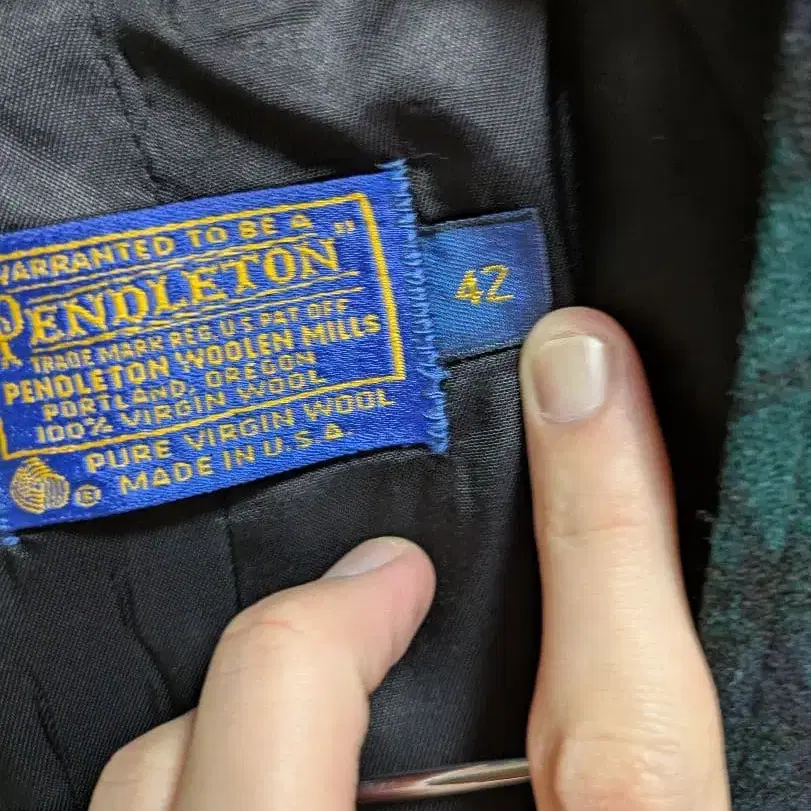 WARRANTED TO BE A
"PENDLETON"
TRADE MARK REG. U.S. PAT. OFF.
PENDLETON WOOLEN MILLS
PORTLAND, OREGON
100% VIRGIN WOOL
PURE VIRGIN WOOL
® MADE IN U.S.A.
42